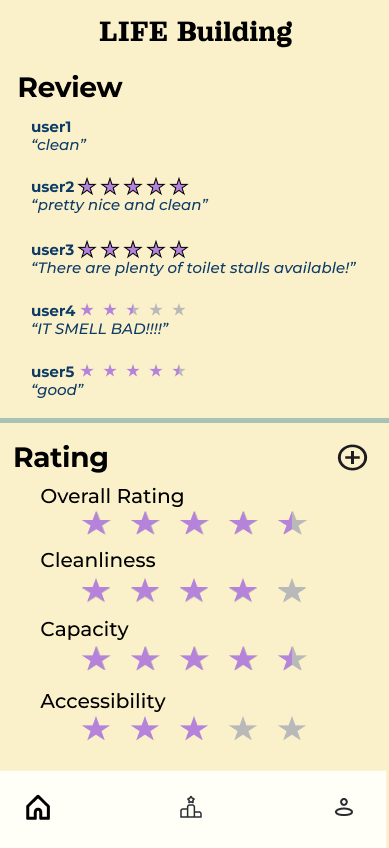 LIFE Building
Review
user1
“clean”
user2
“pretty nice and clean”
user3
“There are plenty of toilet stalls available!”
user4
“IT SMELL BAD!!!!”
user5
“good”
Rating
Overall Rating
Cleanliness
Capacity
Accessibility